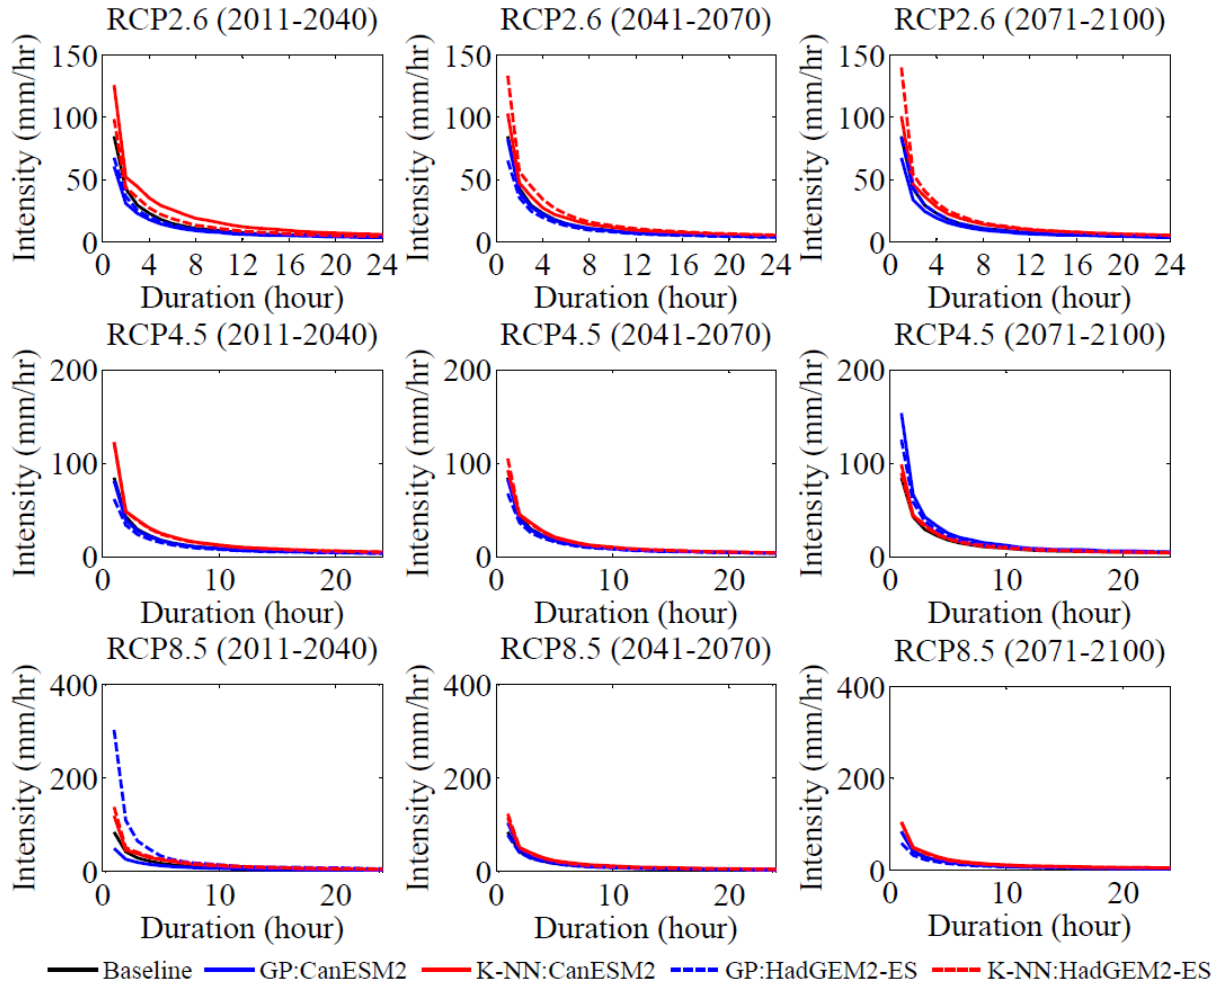 RCP2.6 (2011-2040) RCP2.6 (2041-2070) RCP2.6 (2071-2100)
Intensity (mm/hr) Intensity (mm/hr) Intensity (mm/hr)
150 150 150
100 100 100
50 50 50
0 0 0
0 4 8 12 16 20 24 0 4 8 12 16 20 24 0 4 8 12 16 20 24
Duration (hour) Duration (hour) Duration (hour)
RCP4.5 (2011-2040) RCP4.5 (2041-2070) RCP4.5 (2071-2100)
Intensity (mm/hr) Intensity (mm/hr) Intensity (mm/hr)
200 200 200
100 100 100
0 0 0
0 10 20 0 10 20 0 10 20
Duration (hour) Duration (hour) Duration (hour)
RCP8.5 (2011-2040) RCP8.5 (2041-2070) RCP8.5 (2071-2100)
Intensity (mm/hr) Intensity (mm/hr) Intensity (mm/hr)
400 400 400
200 200 200
0 0 0
0 10 20 0 10 20 0 10 20
Duration (hour) Duration (hour) Duration (hour)
Baseline GP:CanESM2 K-NN:CanESM2 GP:HadGEM2-ES K-NN:HadGEM2-ES